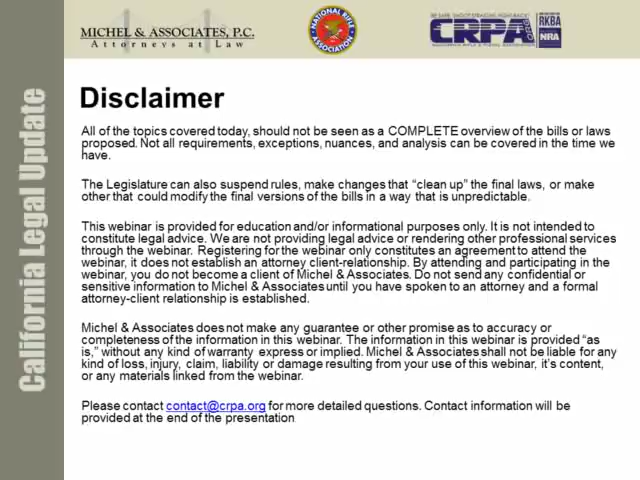 MICHEL & ASSOCIATES, P.C.
Attorneys at Law
NATIONAL RIFLE
ASSOCIATION
CRPA
.ORG
RKBA
NRA
California Legal Update
Disclaimer
All of the topics covered today, should not be seen as a COMPLETE overview of the bills or laws
proposed. Not all requirements, exceptions, nuances, and analysis can be covered in the time we
have.
The Legislature can also suspend rules, make changes that “clean up” the final laws, or make
other that could modify the final versions of the bills in a way that is unpredictable.
This webinar is provided for education and/or informational purposes only. It is not intended to
constitute legal advice. We are not providing legal advice or rendering other professional services
through the webinar. Registering for the webinar only constitutes an agreement to attend the
webinar, it does not establish an attorney client-relationship. By attending and participating in the
webinar, you do not become a client of Michel & Associates. Do not send any confidential or
sensitive information to Michel & Associates until you have spoken to an attorney and a formal
attorney-client relationship is established.
Michel & Associates does not make any guarantee or other promise as to accuracy or
completeness of the information in this webinar. The information in this webinar is provided “as
is,” without any kind of warranty express or implied. Michel & Associates shall not be liable for any
kind of loss, injury, claim, liability or damage resulting from your use of this webinar, it’s content,
or any materials linked from the webinar.
Please contact contact@crpa.org for more detailed questions. Contact information will be
provided at the end of the presentation